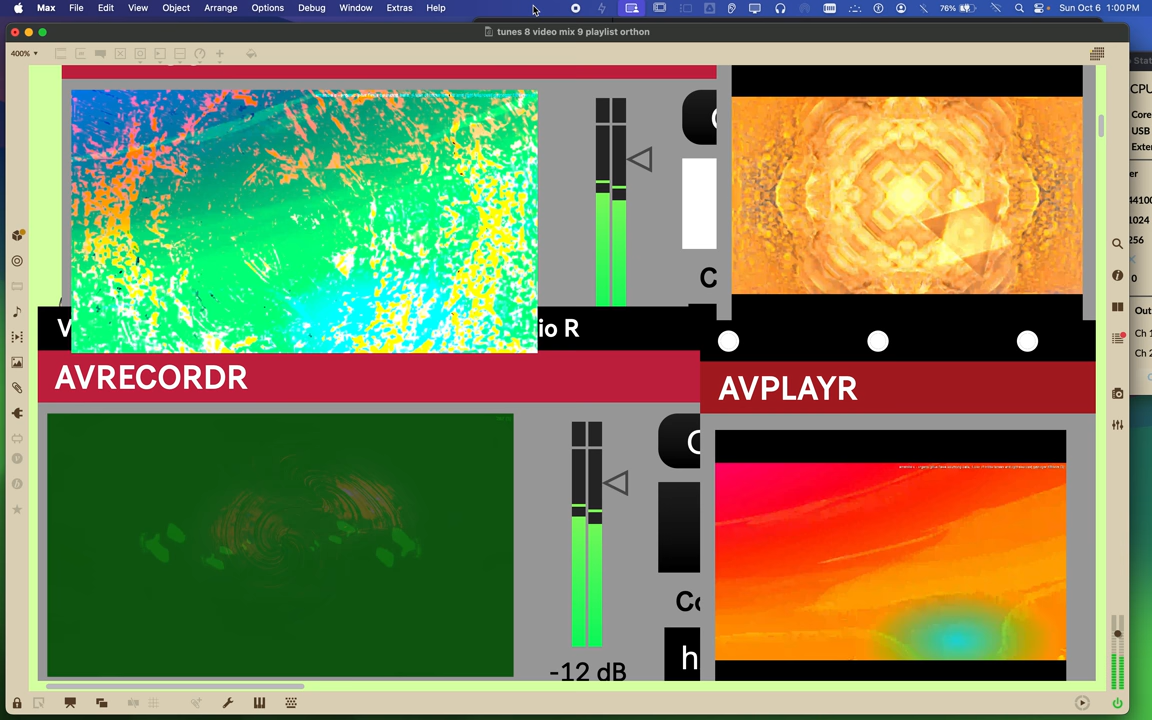 Max File Edit View Object Arrange Options Debug Window Extras Help 76% Sun Oct 6 1:00 PM
tunes 8 video mix 9 playlist orthon
400%
Stat
CPU
Core
USB
Exter
er
44100
1024
256
0
Out
Ch 1
Ch 2
C
V
io R
AVRECORDR
AVPLAYR
C
Co
h
-12 dB